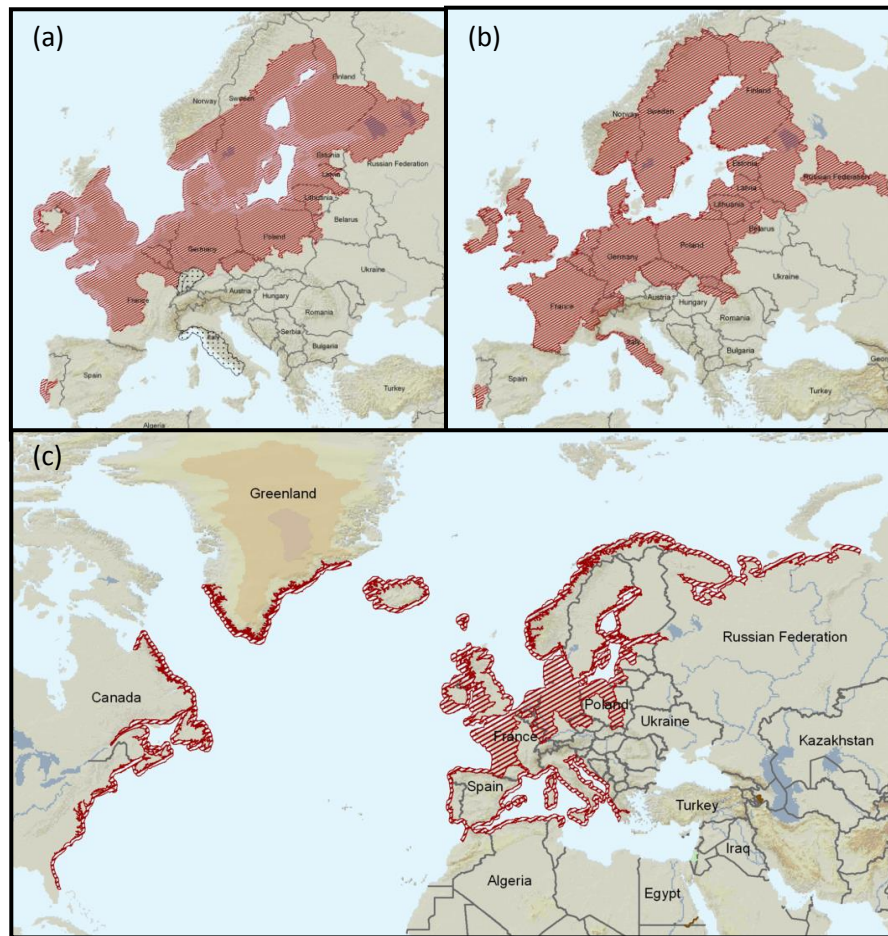 (a)
Finland
Norway
Sweden
Estonia
Russian Federation
Latvia
Lithuania
Belarus
Germany
Poland
Ukraine
France
Austria
Hungary
Romania
Italy
Serbia
Bulgaria
Spain
Turkey
Algeria
(b)
Finland
Norway
Sweden
Estonia
Russian Federation
Latvia
Lithuania
Belarus
Germany
Poland
Ukraine
France
Austria
Hungary
Romania
Italy
Bulgaria
Geor
Spain
Turkey
(c)
Greenland
Russian Federation
Canada
Poland
Ukraine
France
Kazakhstan
Spain
Turkey
Iraq
Algeria
Egypt